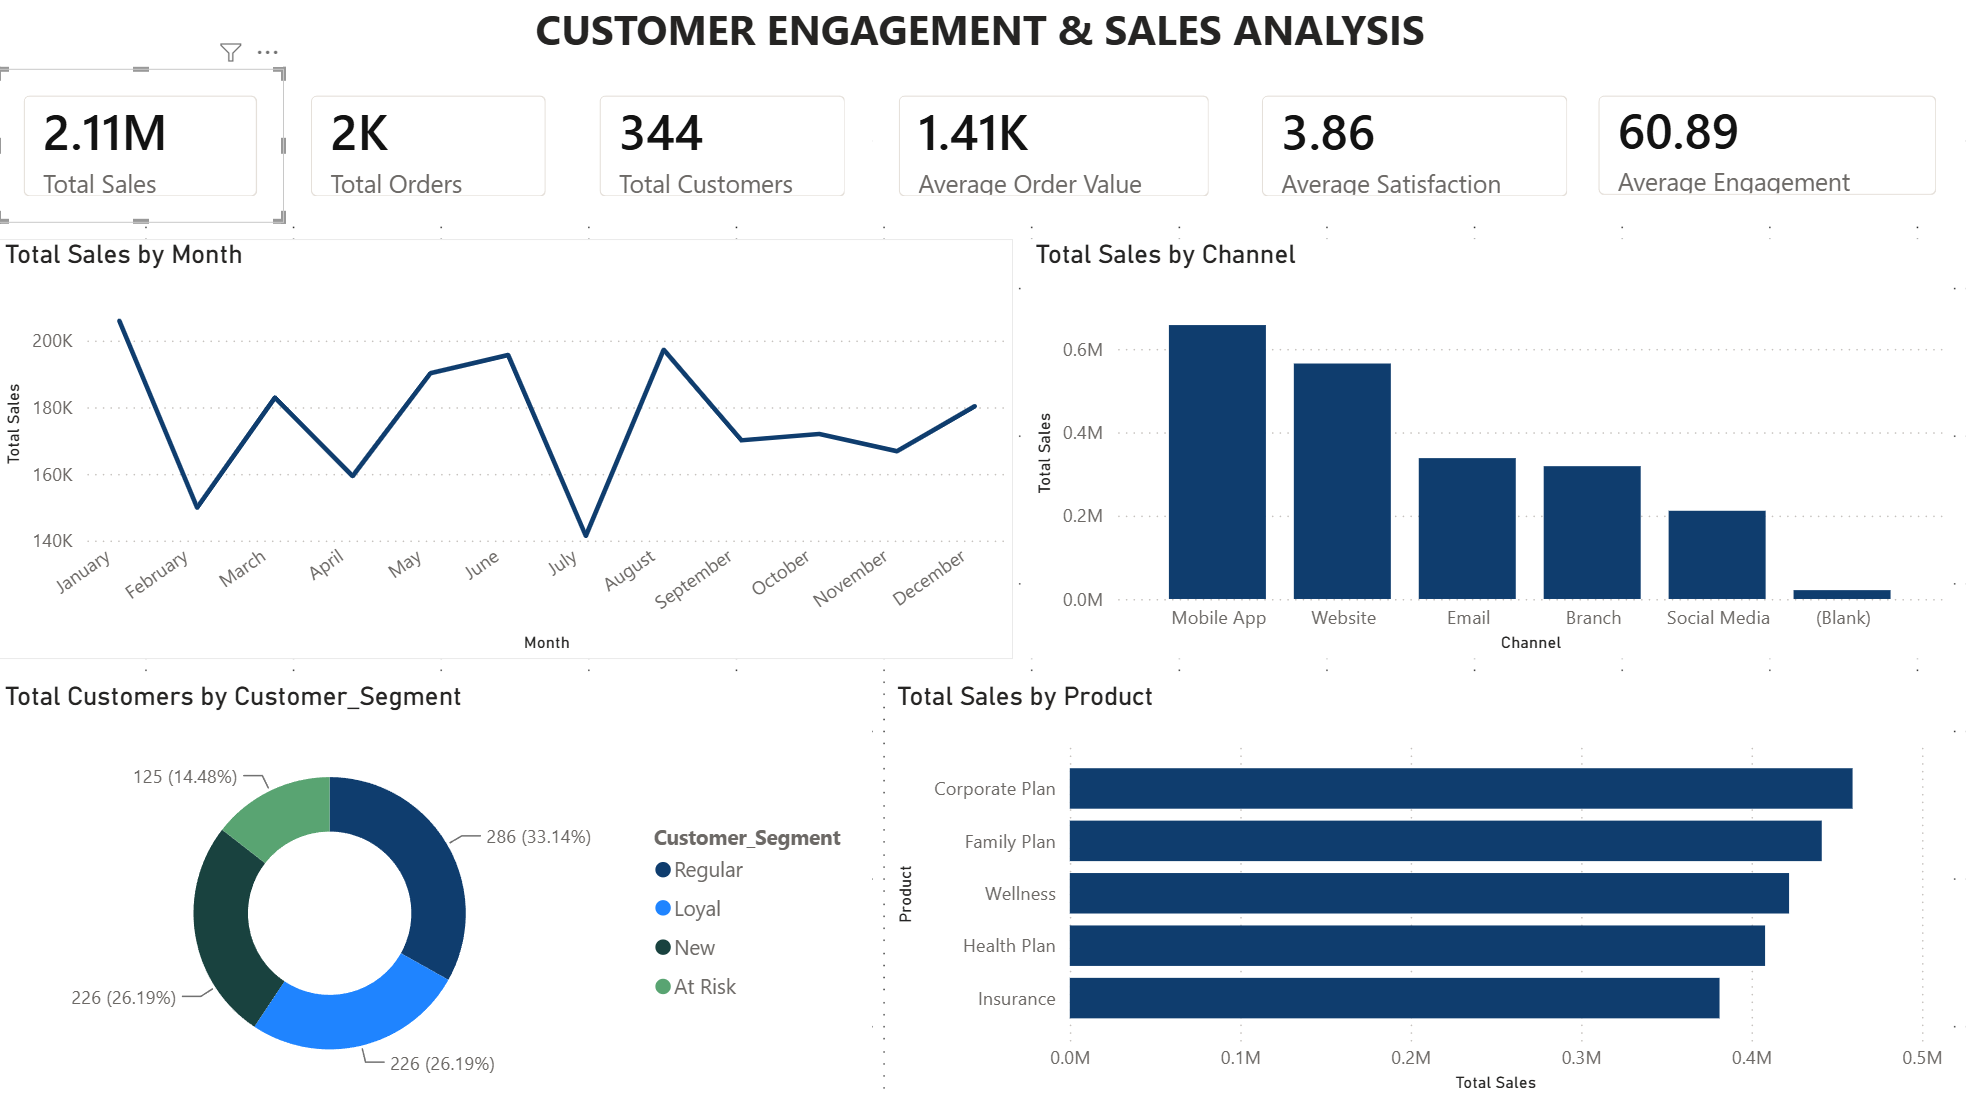 CUSTOMER ENGAGEMENT & SALES ANALYSIS
2.11M
Total Sales
2K
Total Orders
344
Total Customers
1.41K
Average Order Value
3.86
Average Satisfaction
60.89
Average Engagement
Total Sales by Month
Total Sales
200K
180K
160K
140K
January
February
March
April
May
June
July
August
September
October
November
December
Month
Total Sales by Channel
Total Sales
0.6M
0.4M
0.2M
0.0M
Mobile App
Website
Email
Branch
Social Media
(Blank)
Channel
Total Customers by Customer_Segment
125 (14.48%)
286 (33.14%)
226 (26.19%)
226 (26.19%)
Customer_Segment
Regular
Loyal
New
At Risk
Total Sales by Product
Product
Corporate Plan
Family Plan
Wellness
Health Plan
Insurance
0.0M
0.1M
0.2M
0.3M
0.4M
0.5M
Total Sales